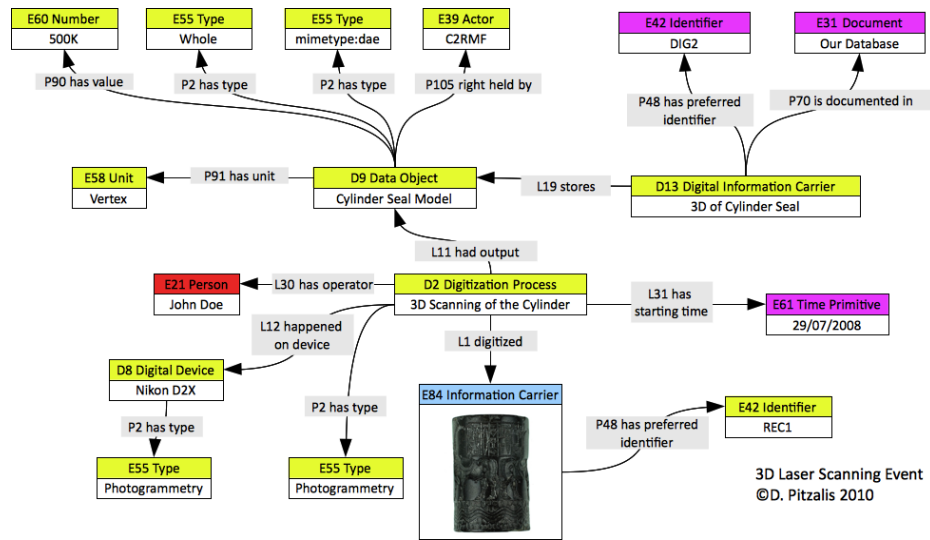 E60 Number
500K
E55 Type
Whole
E55 Type
mimetype:dae
E39 Actor
C2RMF
E42 Identifier
DIG2
E31 Document
Our Database
P90 has value
P2 has type
P2 has type
P105 right held by
P48 has preferred
identifier
P70 is documented in
E58 Unit
Vertex
P91 has unit
D9 Data Object
Cylinder Seal Model
L19 stores
D13 Digital Information Carrier
3D of Cylinder Seal
L11 had output
E21 Person
John Doe
L30 has operator
D2 Digitization Process
3D Scanning of the Cylinder
L31 has
starting time
E61 Time Primitive
29/07/2008
L12 happened
on device
L1 digitized
D8 Digital Device
Nikon D2X
P2 has type
P2 has type
E84 Information Carrier
P48 has preferred
identifier
E42 Identifier
REC1
E55 Type
Photogrammetry
E55 Type
Photogrammetry
3D Laser Scanning Event
©D. Pitzalis 2010